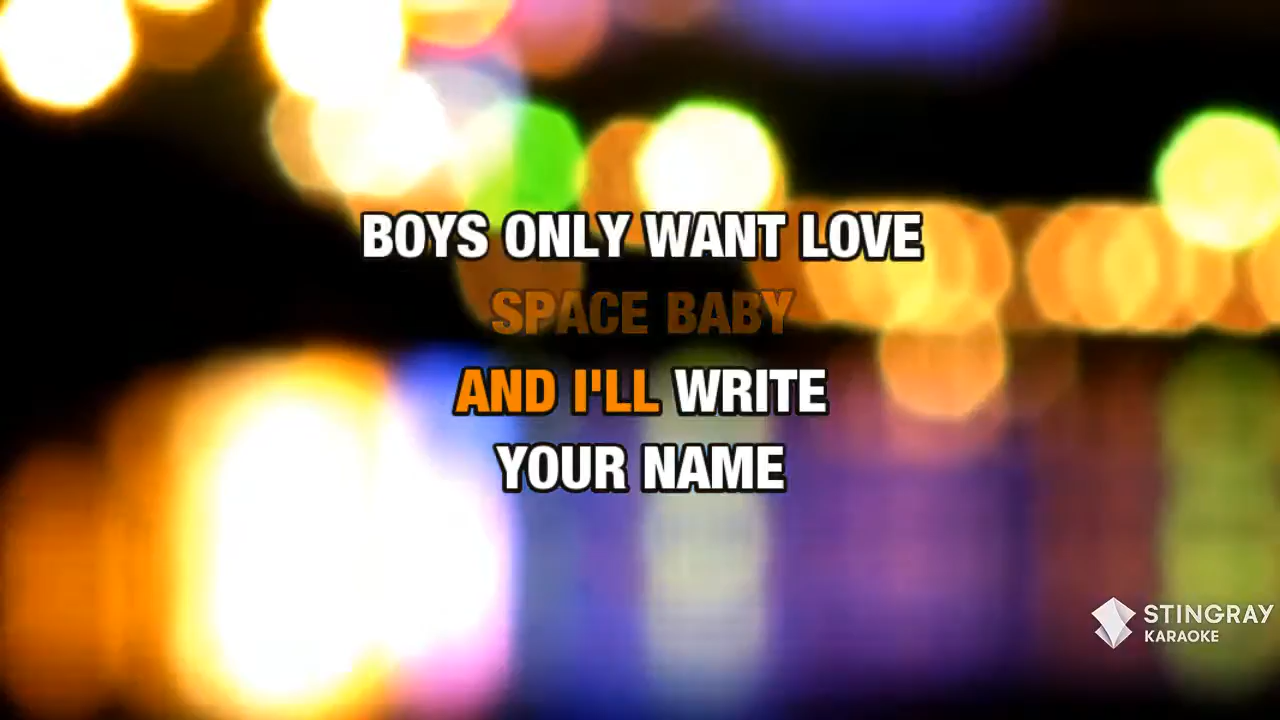 BOYS ONLY WANT LOVE
SPACE BABY
AND I'LL WRITE
YOUR NAME
STINGRAY
KARAOKE